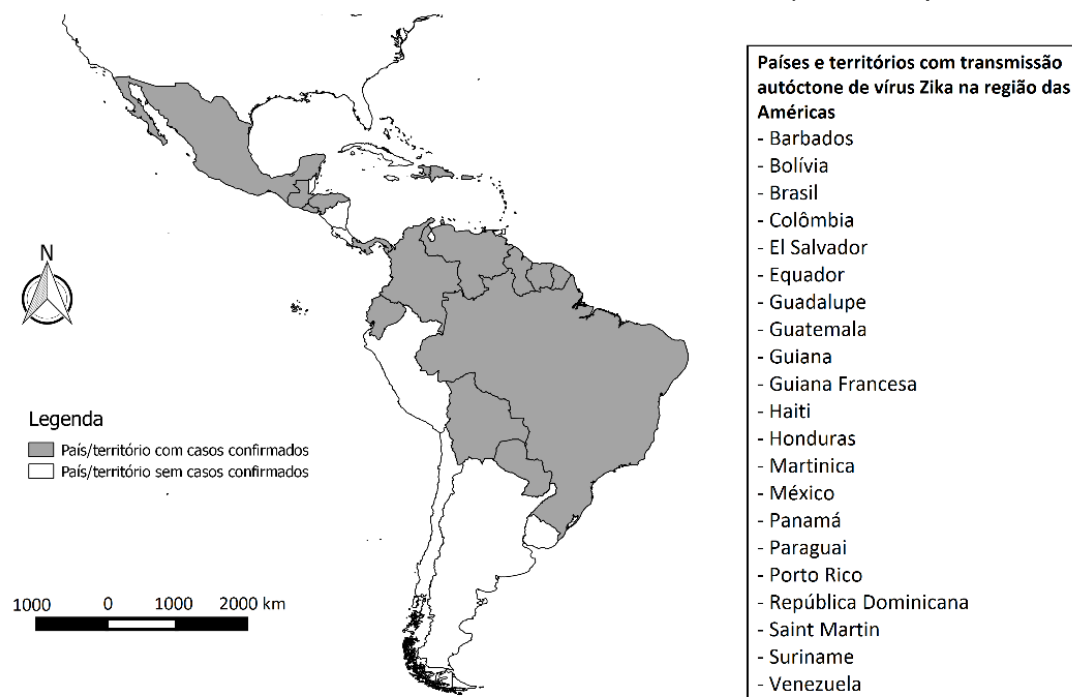 Países e territórios com transmissão
autóctone de vírus Zika na região das
Américas
- Barbados
- Bolívia
- Brasil
- Colômbia
- El Salvador
- Equador
- Guadalupe
- Guatemala
- Guiana
- Guiana Francesa
- Haiti
- Honduras
- Martinica
- México
- Panamá
- Paraguai
- Porto Rico
- República Dominicana
- Saint Martin
- Suriname
- Venezuela
N
Legenda
País/território com casos confirmados
País/território sem casos confirmados
1000 0 1000 2000 km